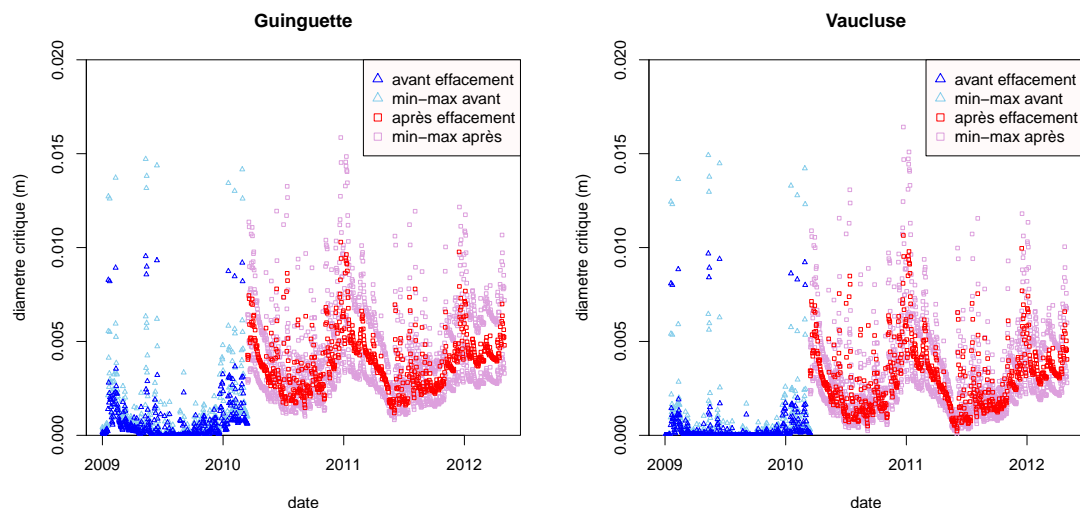 Guinguette
diamètre critique (m)
0.020
0.015
0.010
0.005
0.000
avant effacement
min−max avant
après effacement
min−max après
2009
2010
2011
2012
date
Vaucluse
diamètre critique (m)
0.020
0.015
0.010
0.005
0.000
avant effacement
min−max avant
après effacement
min−max après
2009
2010
2011
2012
date